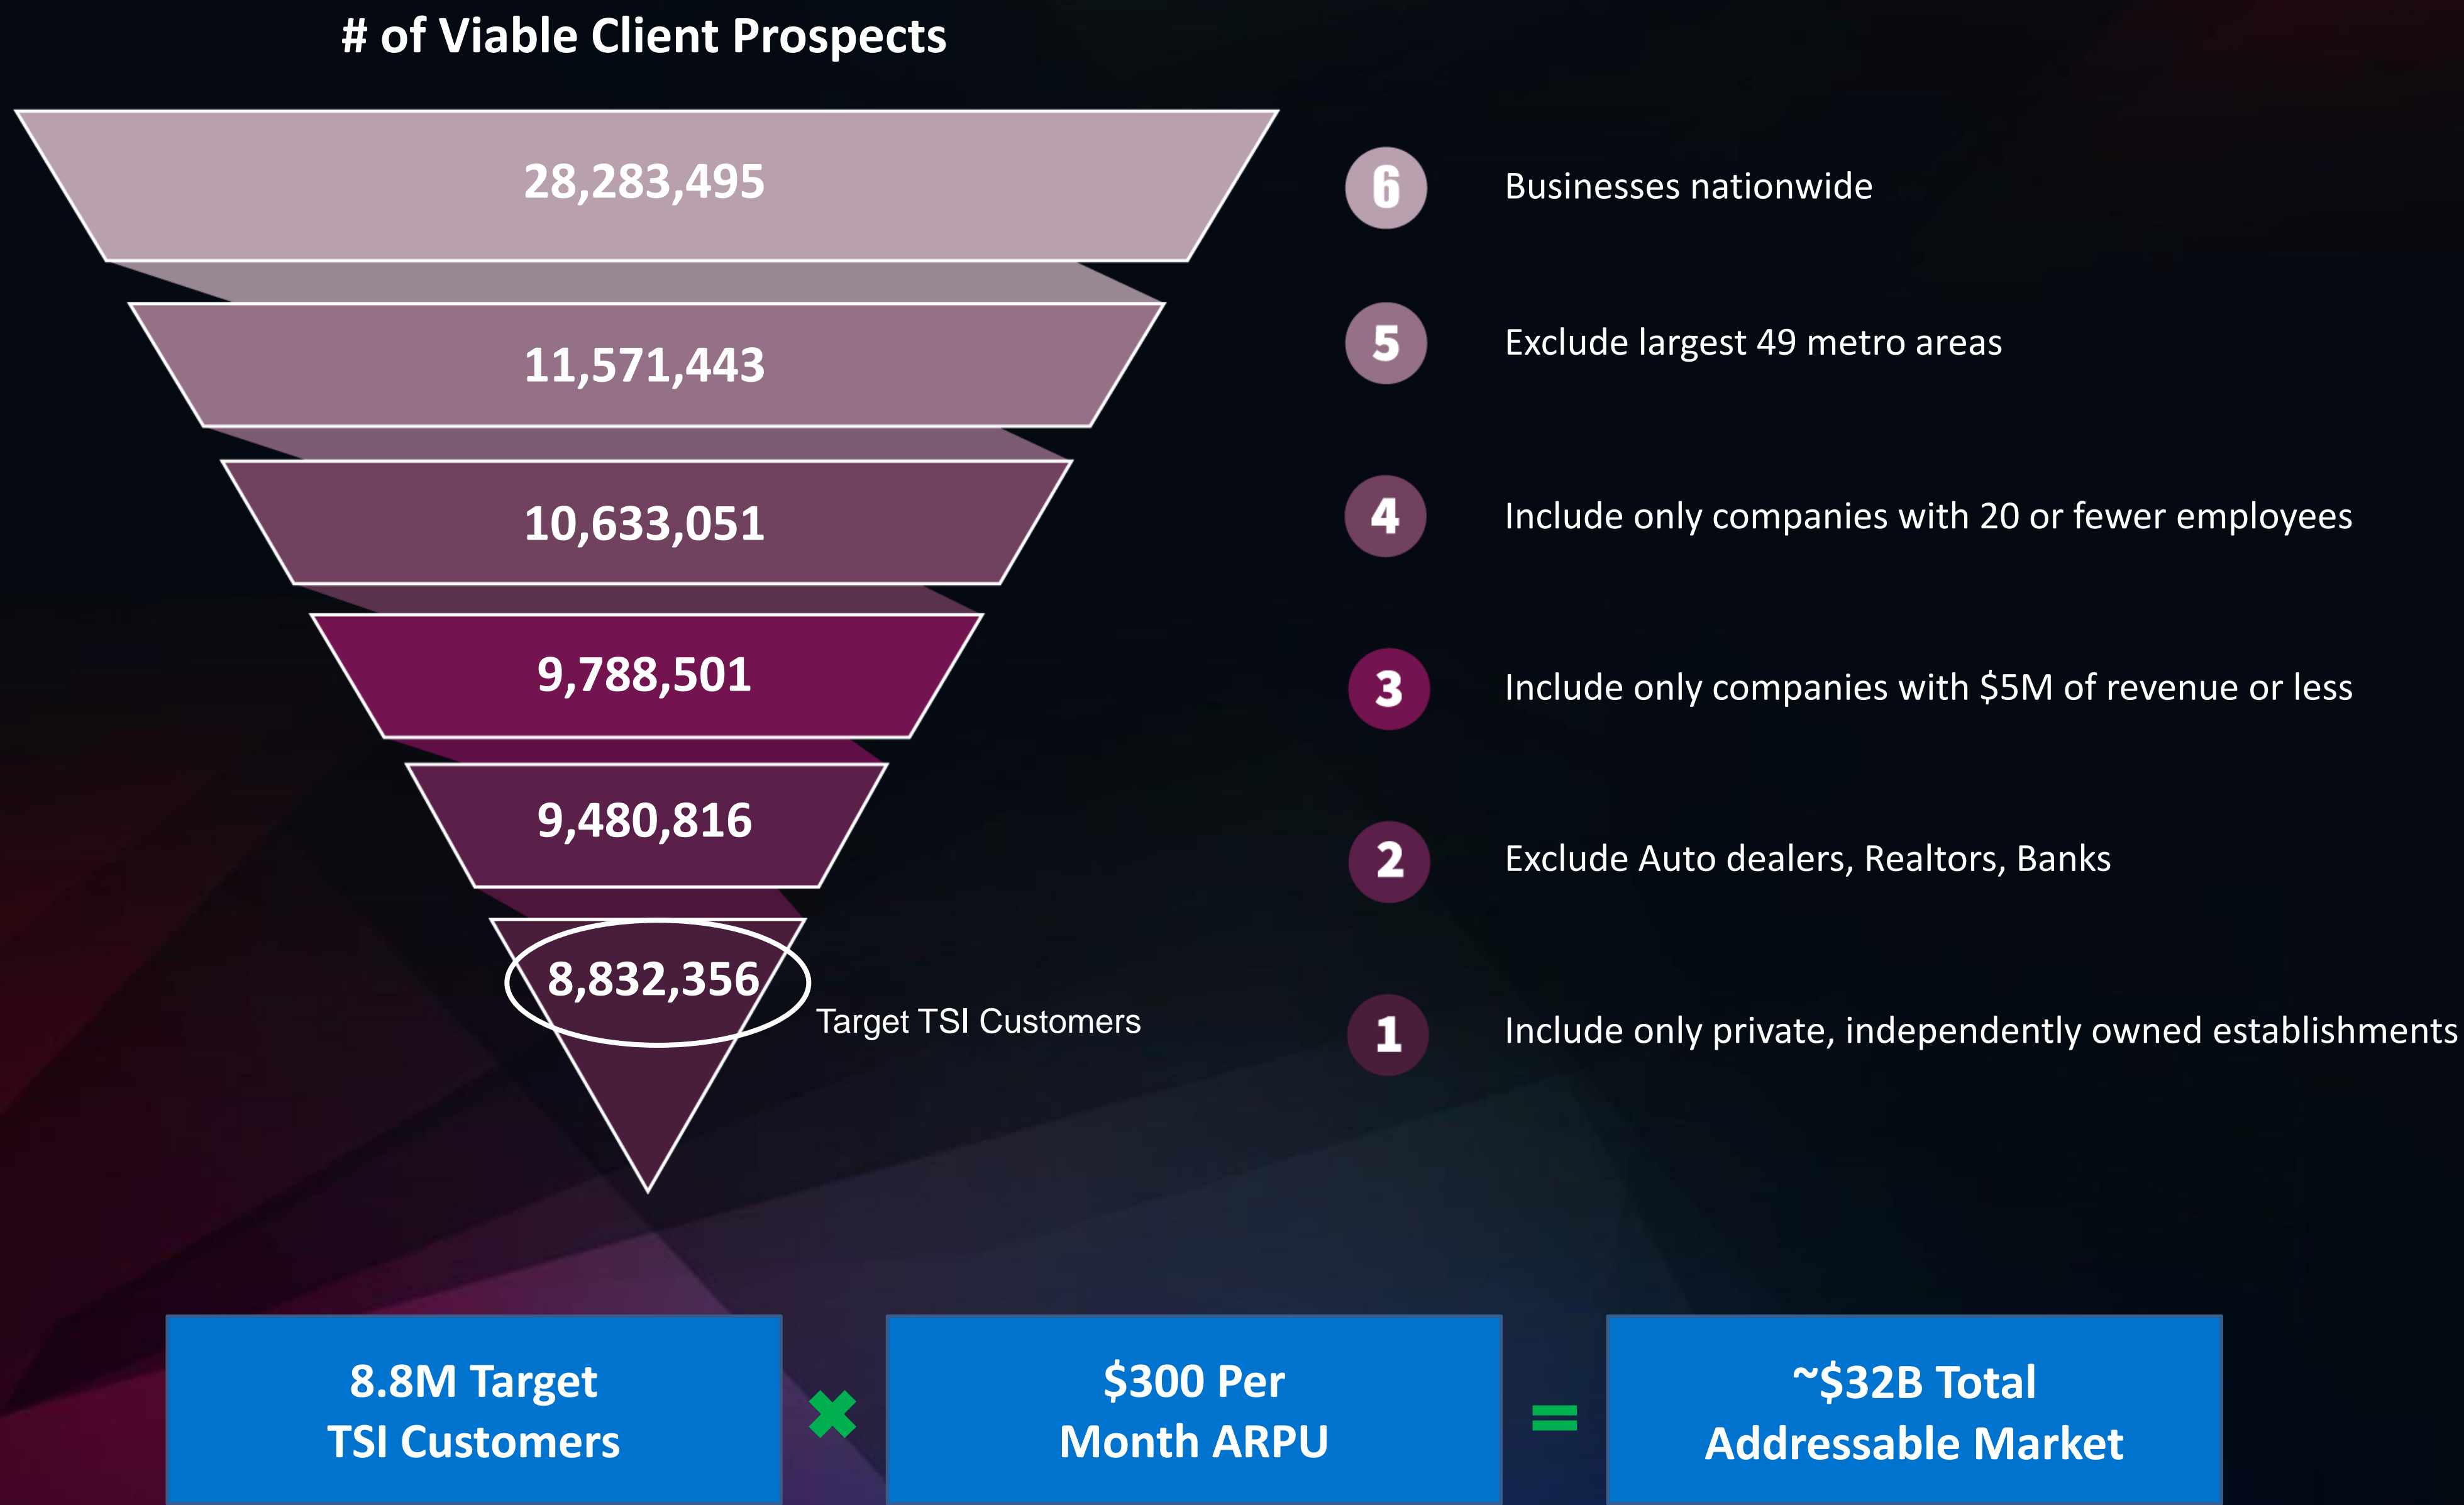 # of Viable Client Prospects
28,283,495
6 Businesses nationwide
11,571,443
5 Exclude largest 49 metro areas
10,633,051
4 Include only companies with 20 or fewer employees
9,788,501
3 Include only companies with $5M of revenue or less
9,480,816
2 Exclude Auto dealers, Realtors, Banks
8,832,356
Target TSI Customers
1 Include only private, independently owned establishments
8.8M Target
TSI Customers
$300 Per
Month ARPU
=
~$32B Total
Addressable Market